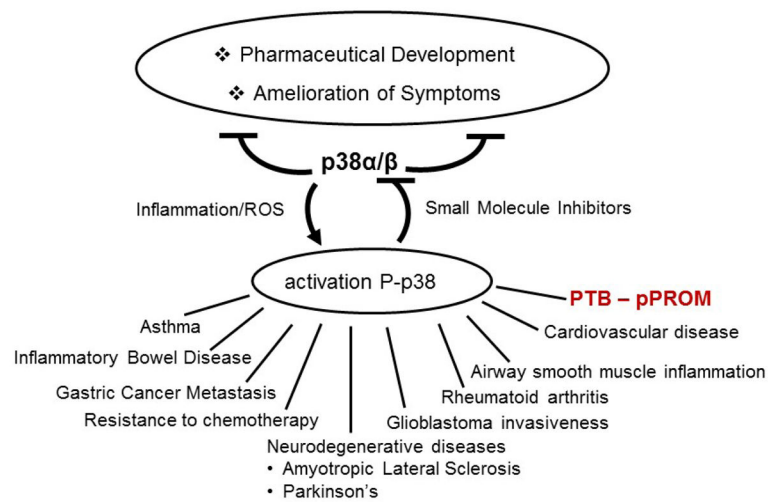 ❖ Pharmaceutical Development
❖ Amelioration of Symptoms
p38α/β
Inflammation/ROS
Small Molecule Inhibitors
activation P-p38
PTB – pPROM
Asthma
Cardiovascular disease
Inflammatory Bowel Disease
Airway smooth muscle inflammation
Gastric Cancer Metastasis
Rheumatoid arthritis
Resistance to chemotherapy
Glioblastoma invasiveness
Neurodegenerative diseases
• Amyotropic Lateral Sclerosis
• Parkinson's